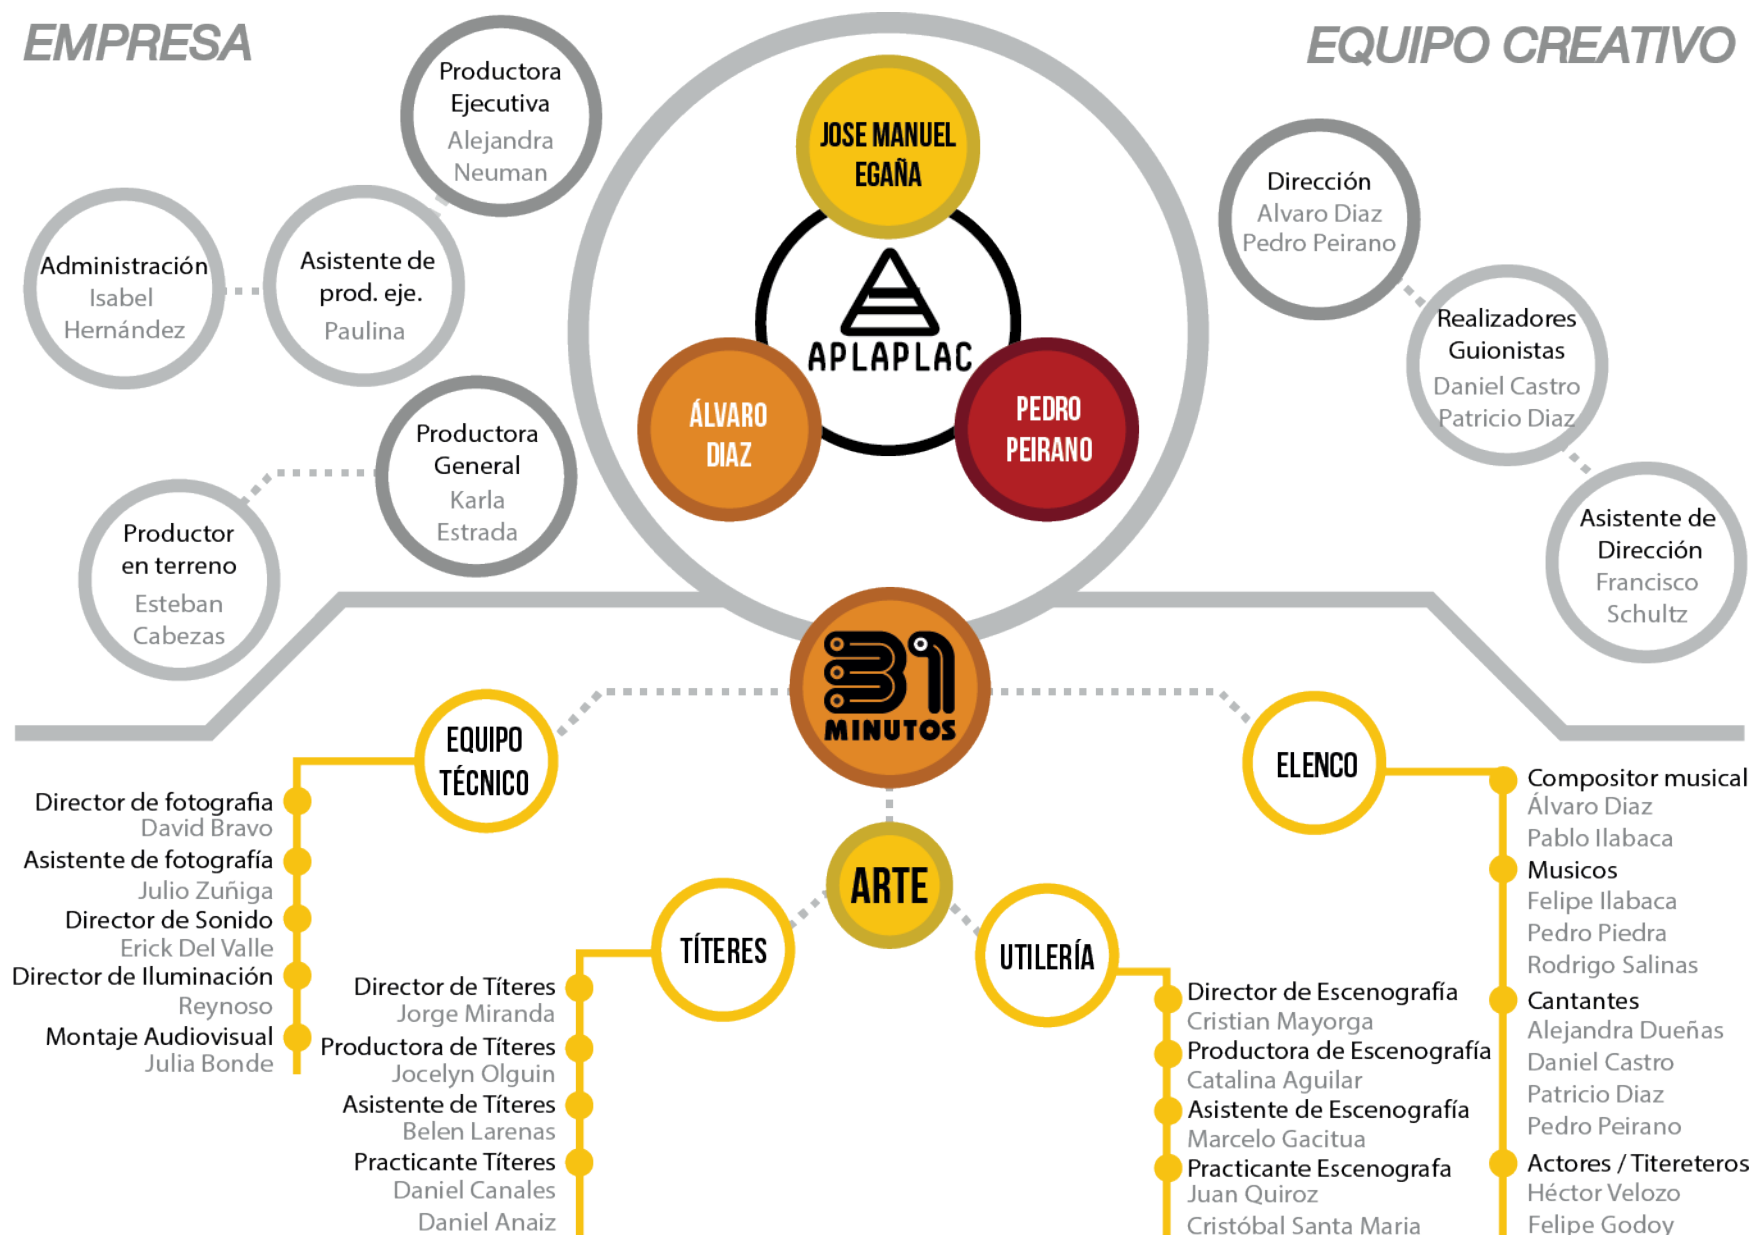 EMPRESA
EQUIPO CREATIVO
Productora
Ejecutiva
Alejandra
Neuman
Administración
Isabel
Hernández
Asistente de
prod. eje.
Paulina
Productora
General
Karla
Estrada
Productor
en terreno
Esteban
Cabezas
JOSE MANUEL
EGAÑA
APLAPLAC
ÁLVARO
DIAZ
PEDRO
PEIRANO
Dirección
Alvaro Diaz
Pedro Peirano
Realizadores
Guionistas
Daniel Castro
Patricio Diaz
Asistente de
Dirección
Francisco
Schultz
31
MINUTOS
EQUIPO
TÉCNICO
Director de fotografia
David Bravo
Asistente de fotografía
Julio Zuñiga
Director de Sonido
Erick Del Valle
Director de Iluminación
Reynoso
Montaje Audiovisual
Julia Bonde
ARTE
TÍTERES
Director de Títeres
Jorge Miranda
Productora de Títeres
Jocelyn Olguin
Asistente de Títeres
Belen Larenas
Practicante Títeres
Daniel Canales
Daniel Anaiz
UTILERÍA
Director de Escenografía
Cristian Mayorga
Productora de Escenografía
Catalina Aguilar
Asistente de Escenografía
Marcelo Gacitua
Practicante Escenografa
Juan Quiroz
Cristóbal Santa Maria
ELENCO
Compositor musical
Álvaro Diaz
Pablo Ilabaca
Musicos
Felipe Ilabaca
Pedro Piedra
Rodrigo Salinas
Cantantes
Alejandra Dueñas
Daniel Castro
Patricio Diaz
Pedro Peirano
Actores / Titereteros
Héctor Velozo
Felipe Godoy